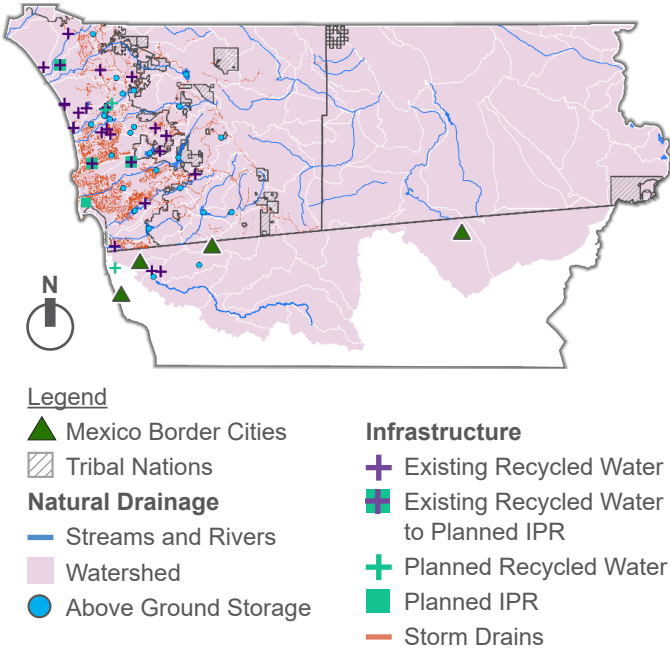 N
Legend
Mexico Border Cities
Tribal Nations
Natural Drainage
Streams and Rivers
Watershed
Above Ground Storage
Infrastructure
Existing Recycled Water
Existing Recycled Water
to Planned IPR
Planned Recycled Water
Planned IPR
Storm Drains